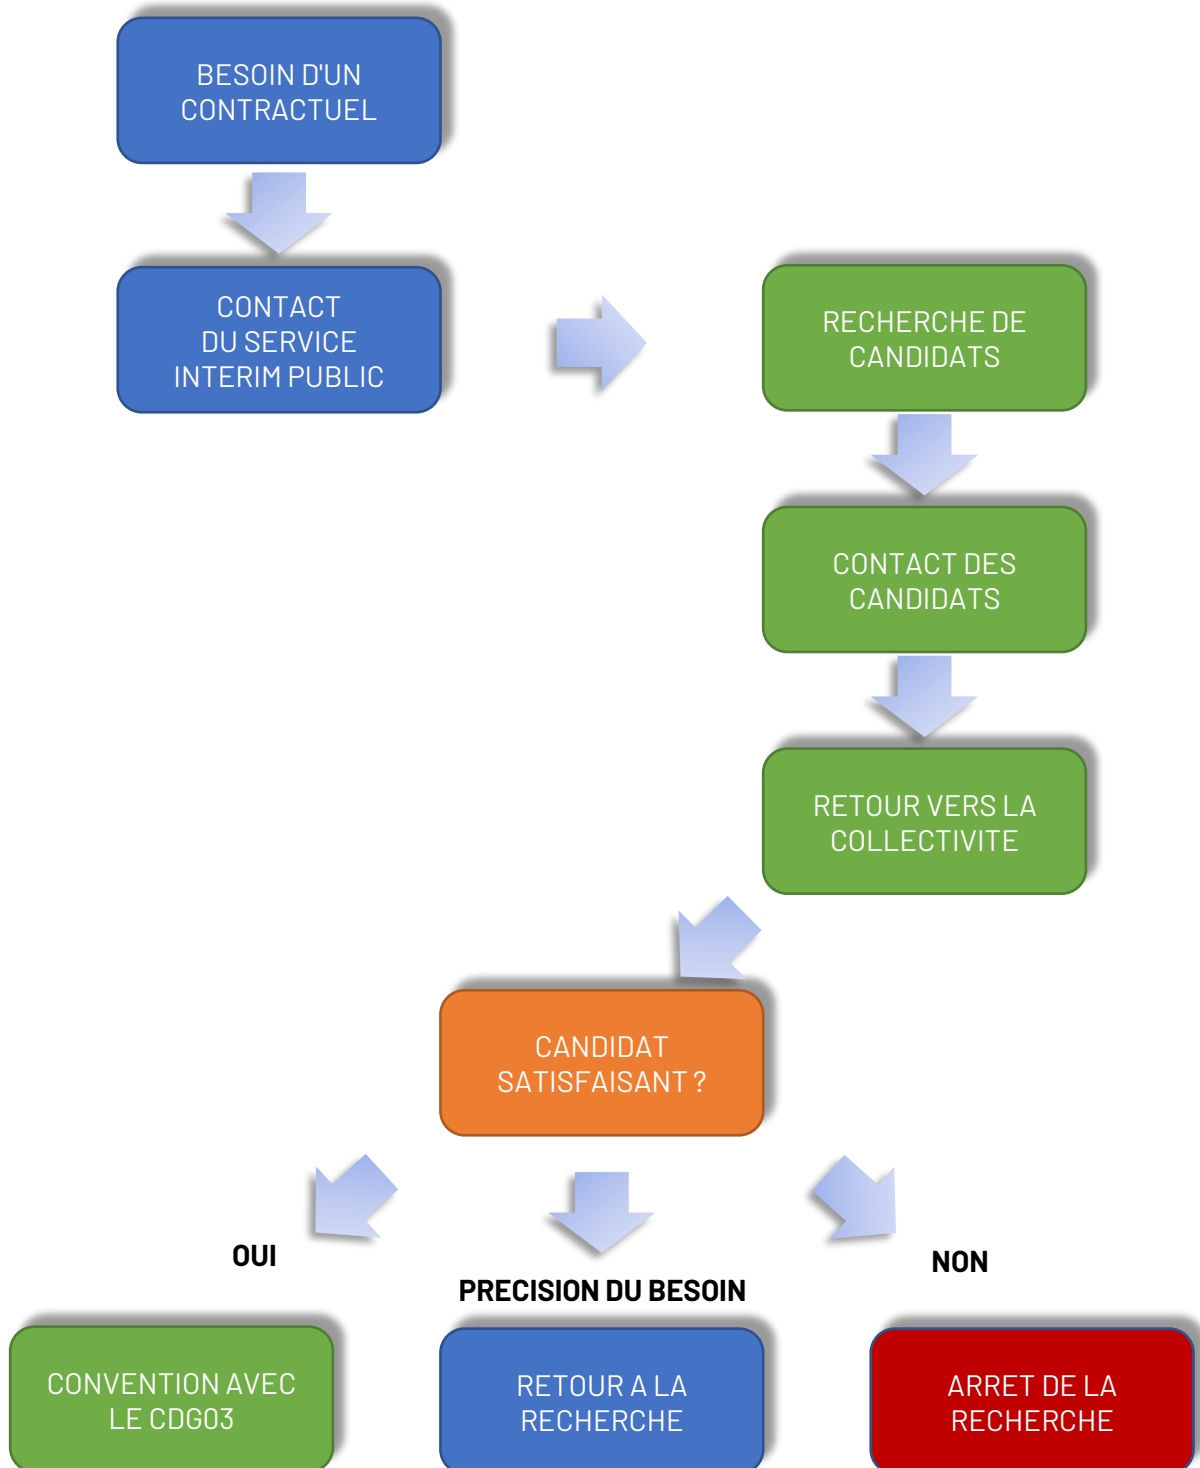 BESOIN D'UN
CONTRACTUEL
CONTACT
DU SERVICE
INTERIM PUBLIC
RECHERCHE DE
CANDIDATS
CONTACT DES
CANDIDATS
RETOUR VERS LA
COLLECTIVITE
CANDIDAT
SATISFAISANT ?
OUI
PRECISION DU BESOIN
NON
CONVENTION AVEC
LE CDG03
RETOUR A LA
RECHERCHE
ARRET DE LA
RECHERCHE